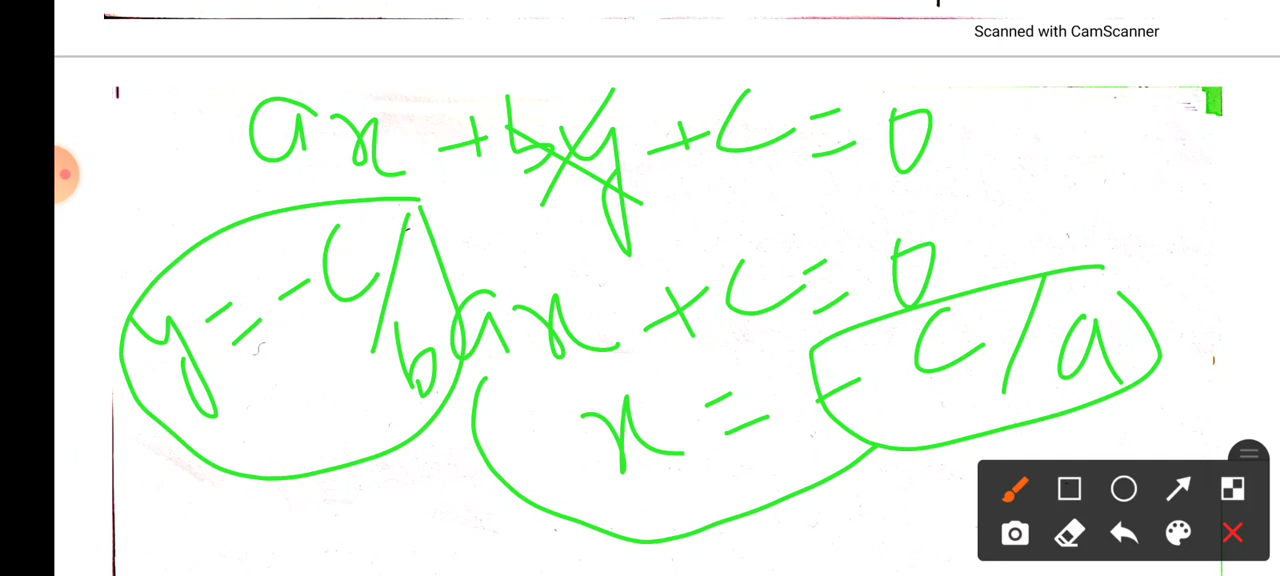 Scanned with CamScanner
ax + by + c = 0
y = -c/b
ax + c = 0
x = -c/a